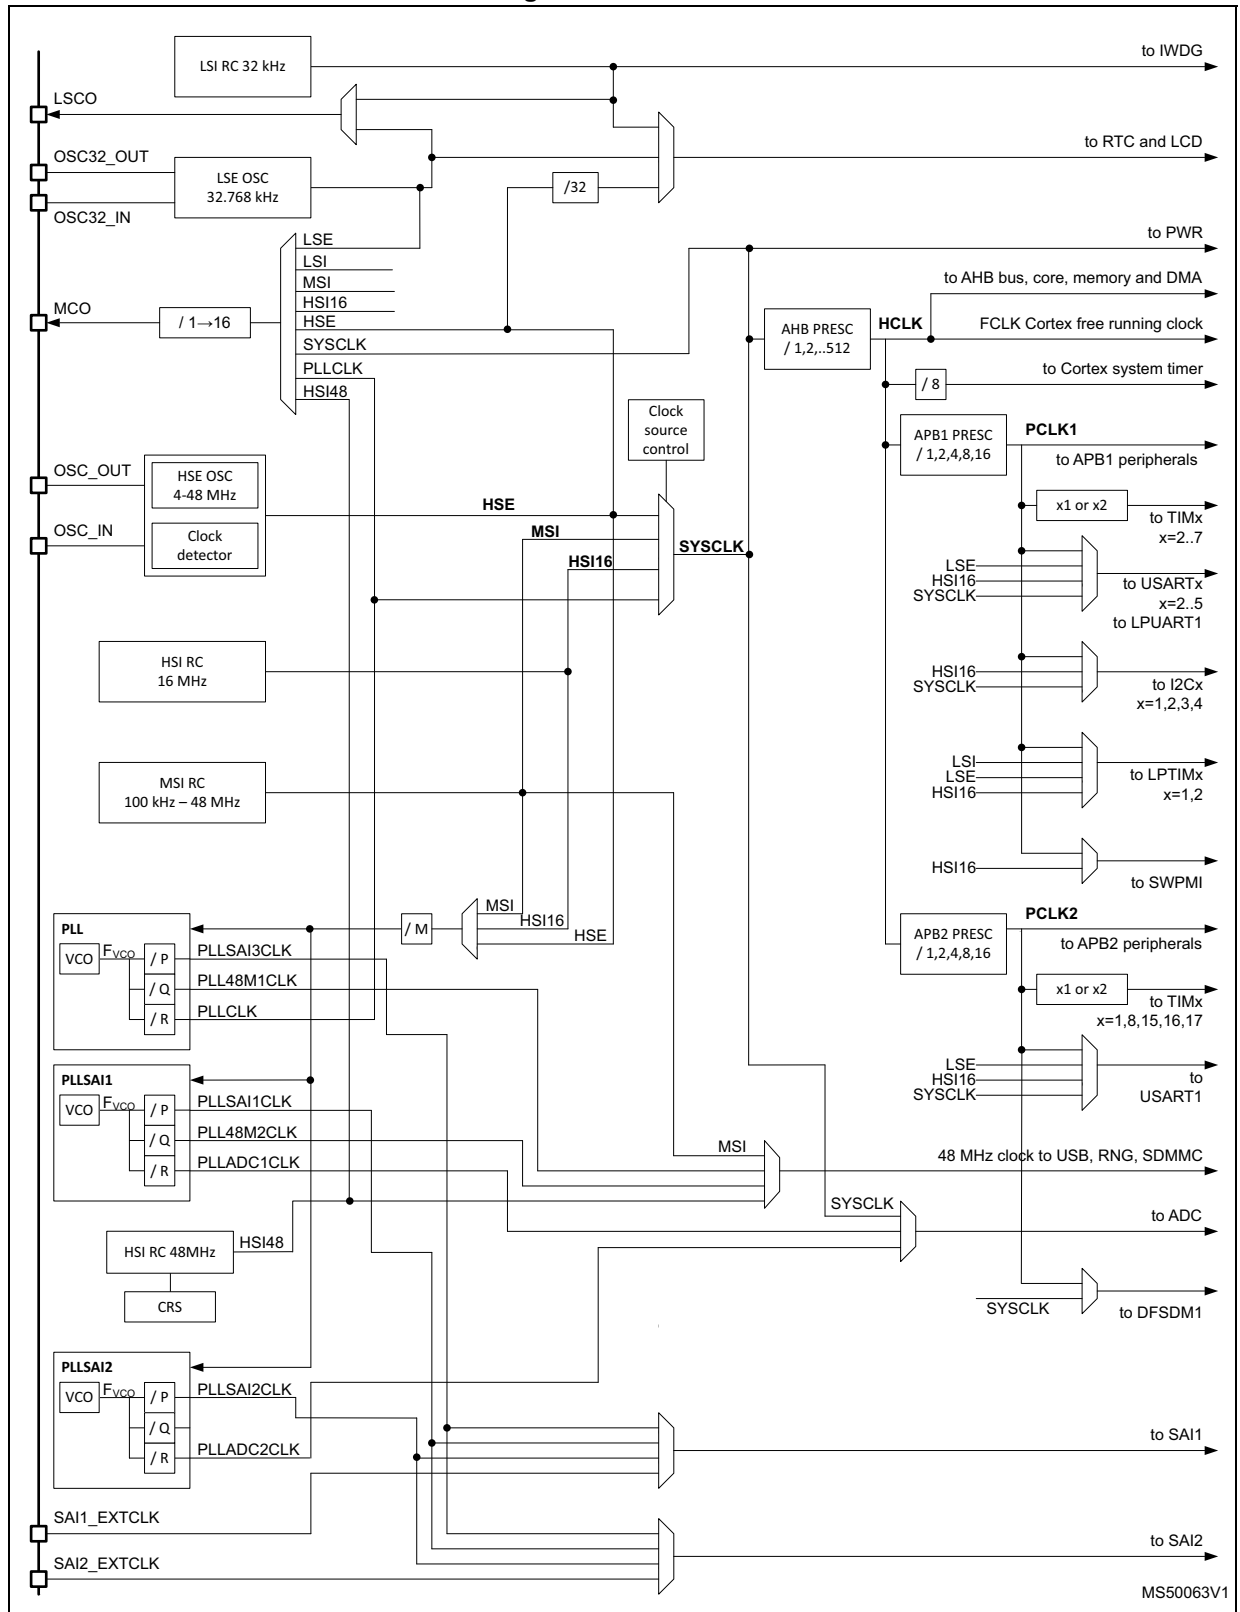 to IWDG
LSI RC 32 kHz
LSCO
to RTC and LCD
OSC32_OUT
LSE OSC
32.768 kHz
/32
OSC32_IN
to PWR
LSE
LSI
MSI
HSI16
HSE
SYSCLK
PLLCLK
HSI48
MCO
/ 1→16
to AHB bus, core, memory and DMA
AHB PRESC
/ 1,2,..512
HCLK
FCLK Cortex free running clock
to Cortex system timer
/ 8
Clock
source
control
APB1 PRESC
/ 1,2,4,8,16
PCLK1
to APB1 peripherals
OSC_OUT
HSE OSC
4-48 MHz
OSC_IN
Clock
detector
HSE
MSI
HSI16
SYSCLK
x1 or x2
to TIMx
x=2..7
LSE
HSI16
SYSCLK
to USARTx
x=2..5
to LPUART1
HSI RC
16 MHz
HSI16
SYSCLK
to I2Cx
x=1,2,3,4
MSI RC
100 kHz – 48 MHz
LSI
LSE
HSI16
to LPTIMx
x=1,2
HSI16
to SWPMI
MSI
HSI16
HSE
/ M
PLL
VCO
FVCO
/ P
PLLSAI3CLK
/ Q
PLL48M1CLK
/ R
PLLCLK
APB2 PRESC
/ 1,2,4,8,16
PCLK2
to APB2 peripherals
x1 or x2
to TIMx
x=1,8,15,16,17
PLLSAI1
VCO
FVCO
/ P
PLLSAI1CLK
/ Q
PLL48M2CLK
/ R
PLLADC1CLK
LSE
HSI16
SYSCLK
to
USART1
MSI
48 MHz clock to USB, RNG, SDMMC
SYSCLK
to ADC
HSI RC 48MHz
HSI48
CRS
SYSCLK
to DFSDM1
PLLSAI2
VCO
FVCO
/ P
PLLSAI2CLK
/ Q
/ R
PLLADC2CLK
to SAI1
SAI1_EXTCLK
to SAI2
SAI2_EXTCLK
MS50063V1